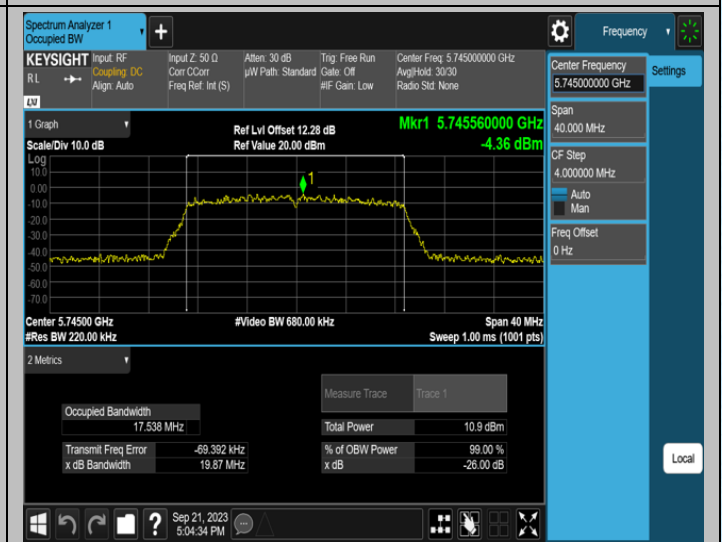 Spectrum Analyzer 1
Occupied BW
+
Frequency
KEYSIGHT
RL
LXI
Input: RF
Coupling: DC
Align: Auto
Input Z: 50 Ω
Corr CCorr
Freq Ref: Int (S)
Atten: 30 dB
µW Path: Standard
Trig: Free Run
Gate: Off
#IF Gain: Low
Center Freq: 5.745000000 GHz
Avg|Hold: 30/30
Radio Std: None
Center Frequency
5.745000000 GHz
Settings
Span
40.000 MHz
CF Step
4.000000 MHz
Auto
Man
Freq Offset
0 Hz
Local
1 Graph
Scale/Div 10.0 dB
Ref Lvl Offset 12.28 dB
Ref Value 20.00 dBm
Mkr1 5.745560000 GHz
-4.36 dBm
Log
10.0
0.00
-10.0
-20.0
-30.0
-40.0
-50.0
-60.0
-70.0
1
Center 5.74500 GHz
#Res BW 220.00 kHz
#Video BW 680.00 kHz
Span 40 MHz
Sweep 1.00 ms (1001 pts)
2 Metrics
Measure Trace Trace 1
Occupied Bandwidth
17.538 MHz
Total Power 10.9 dBm
Transmit Freq Error -69.392 kHz
% of OBW Power 99.00 %
x dB Bandwidth 19.87 MHz
x dB -26.00 dB
?
Sep 21, 2023
5:04:34 PM